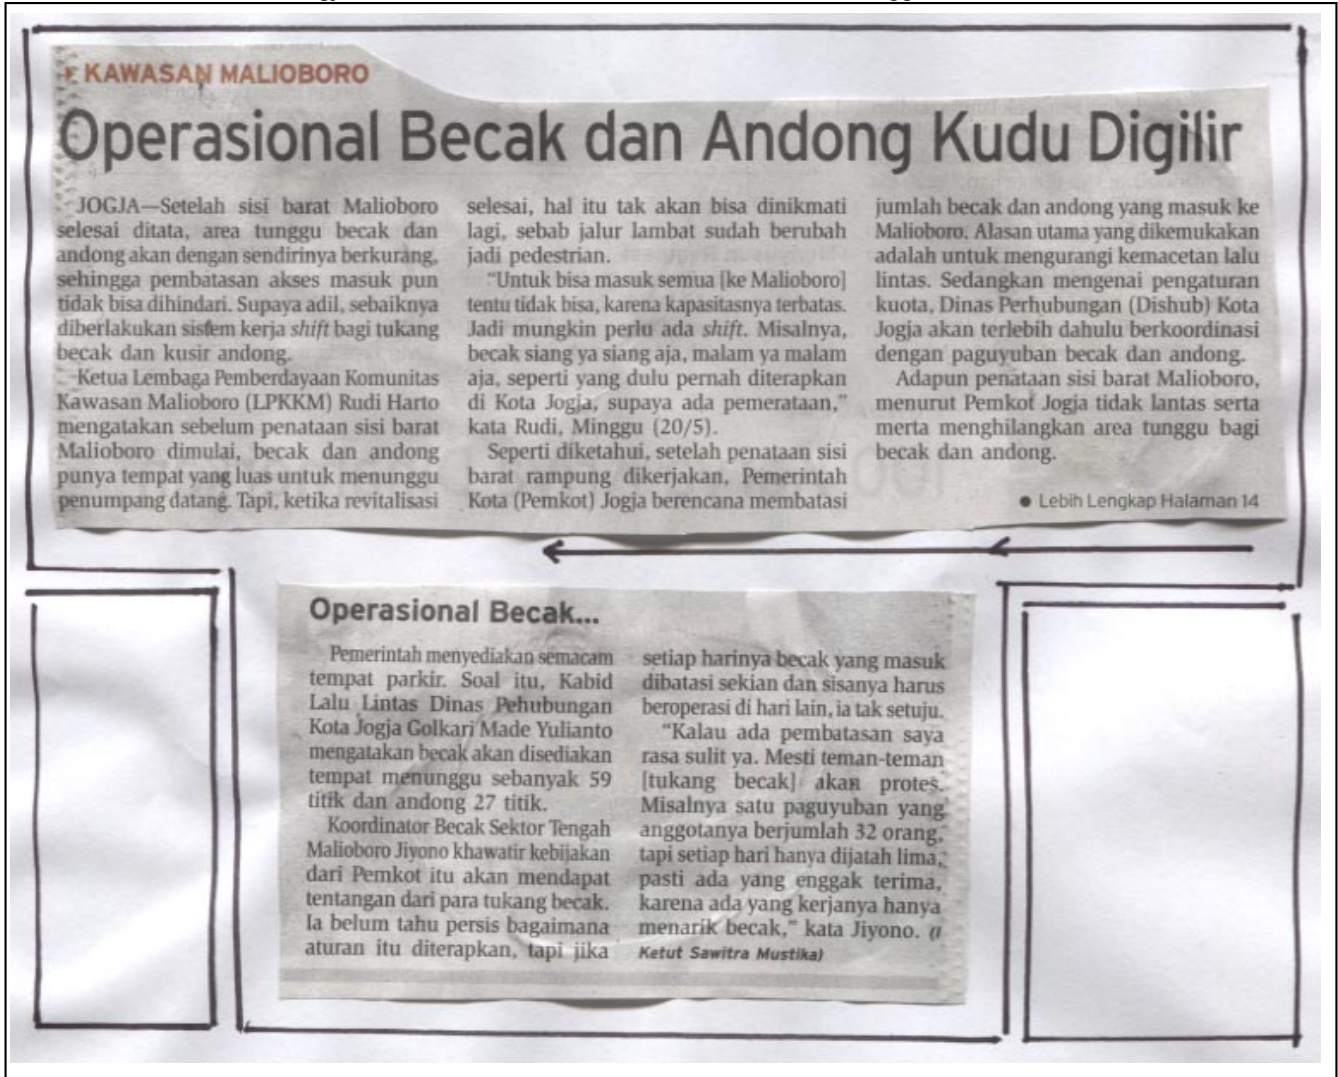 KAWASAN MALIOBORO
Operasional Becak dan Andong Kudu Digilir
JOGJA—Setelah sisi barat Malioboro
selesai ditata, area tunggu becak dan
andong akan dengan sendirinya berkurang,
sehingga pembatasan akses masuk pun
tidak bisa dihindari. Supaya adil, sebaiknya
diberlakukan sistem kerja shift bagi tukang
becak dan kusir andong.
Ketua Lembaga Pemberdayaan Komunitas
Kawasan Malioboro (LPKKM) Rudi Harto
mengatakan sebelum penataan sisi barat
Malioboro dimulai, becak dan andong
punya tempat yang luas untuk menunggu
penumpang datang. Tapi, ketika revitalisasi
selesai, hal itu tak akan bisa dinikmati
lagi, sebab jalur lambat sudah berubah
jadi pedestrian.
"Untuk bisa masuk semua [ke Malioboro]
tentu tidak bisa, karena kapasitasnya terbatas.
Jadi mungkin perlu ada shift. Misalnya,
becak siang ya siang aja, malam ya malam
aja, seperti yang dulu pernah diterapkan
di Kota Jogja, supaya ada pemerataan,"
kata Rudi, Minggu (20/5).
Seperti diketahui, setelah penataan sisi
barat rampung dikerjakan, Pemerintah
Kota (Pemkot) Jogja berencana membatasi
jumlah becak dan andong yang masuk ke
Malioboro. Alasan utama yang dikemukakan
adalah untuk mengurangi kemacetan lalu
lintas. Sedangkan mengenai pengaturan
kuota, Dinas Perhubungan (Dishub) Kota
Jogja akan terlebih dahulu berkoordinasi
dengan paguyuban becak dan andong.
Adapun penataan sisi barat Malioboro,
menurut Pemkot Jogja tidak lantas serta
merta menghilangkan area tunggu bagi
becak dan andong.
● Lebih Lengkap Halaman 14
Operasional Becak...
Pemerintah menyediakan semacam
tempat parkir. Soal itu, Kabid
Lalu Lintas Dinas Pehubungan
Kota Jogja Golkari Made Yulianto
mengatakan becak akan disediakan
tempat menunggu sebanyak 59
titik dan andong 27 titik.
Koordinator Becak Sektor Tengah
Malioboro Jiyono khawatir kebijakan
dari Pemkot itu akan mendapat
tentangan dari para tukang becak.
Ia belum tahu persis bagaimana
aturan itu diterapkan, tapi jika
setiap harinya becak yang masuk
dibatasi sekian dan sisanya harus
beroperasi di hari lain, ia tak setuju.
"Kalau ada pembatasan saya
rasa sulit ya. Mesti teman-teman
[tukang becak] akan protes.
Misalnya satu paguyuban yang
anggotanya berjumlah 32 orang,
tapi setiap hari hanya dijatah lima,
pasti ada yang enggak terima,
karena ada yang kerjanya hanya
menarik becak," kata Jiyono. (I
Ketut Sawitra Mustika)